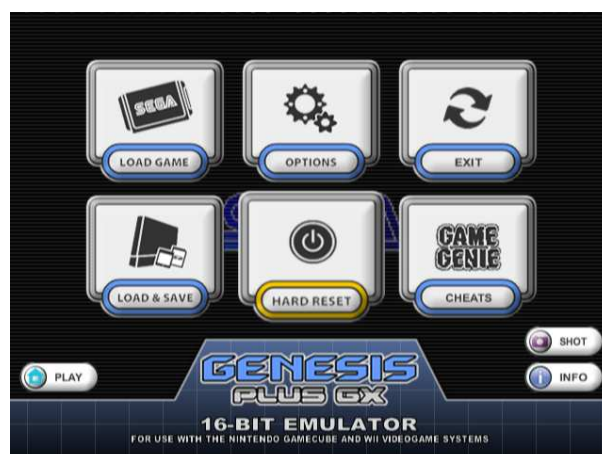 SEGA
LOAD GAME
OPTIONS
EXIT
LOAD & SAVE
HARD RESET
GAME
GENIE
CHEATS
SHOT
PLAY
INFO
GENESIS
PLUS GX
16-BIT EMULATOR
FOR USE WITH THE NINTENDO GAMECUBE AND WII VIDEOGAME SYSTEMS